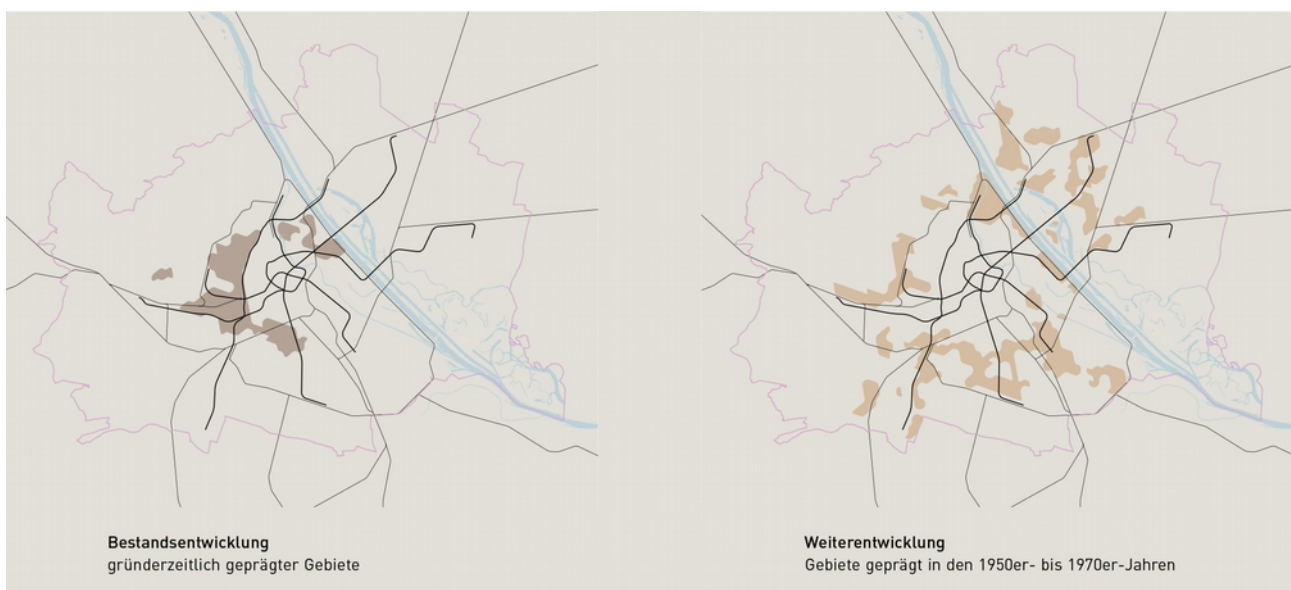 Bestandsentwicklung
gründerzeitlich geprägter Gebiete
Weiterentwicklung
Gebiete geprägt in den 1950er- bis 1970er-Jahren